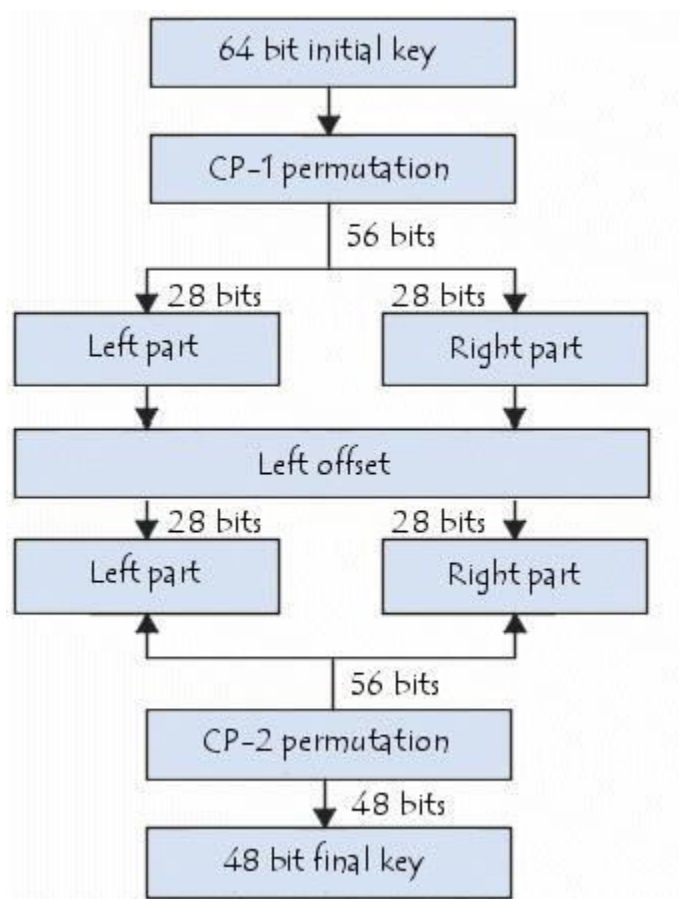 64 bit initial key
CP-1 permutation
56 bits
28 bits
28 bits
Left part
Right part
Left offset
28 bits
28 bits
Left part
Right part
56 bits
CP-2 permutation
48 bits
48 bit final key